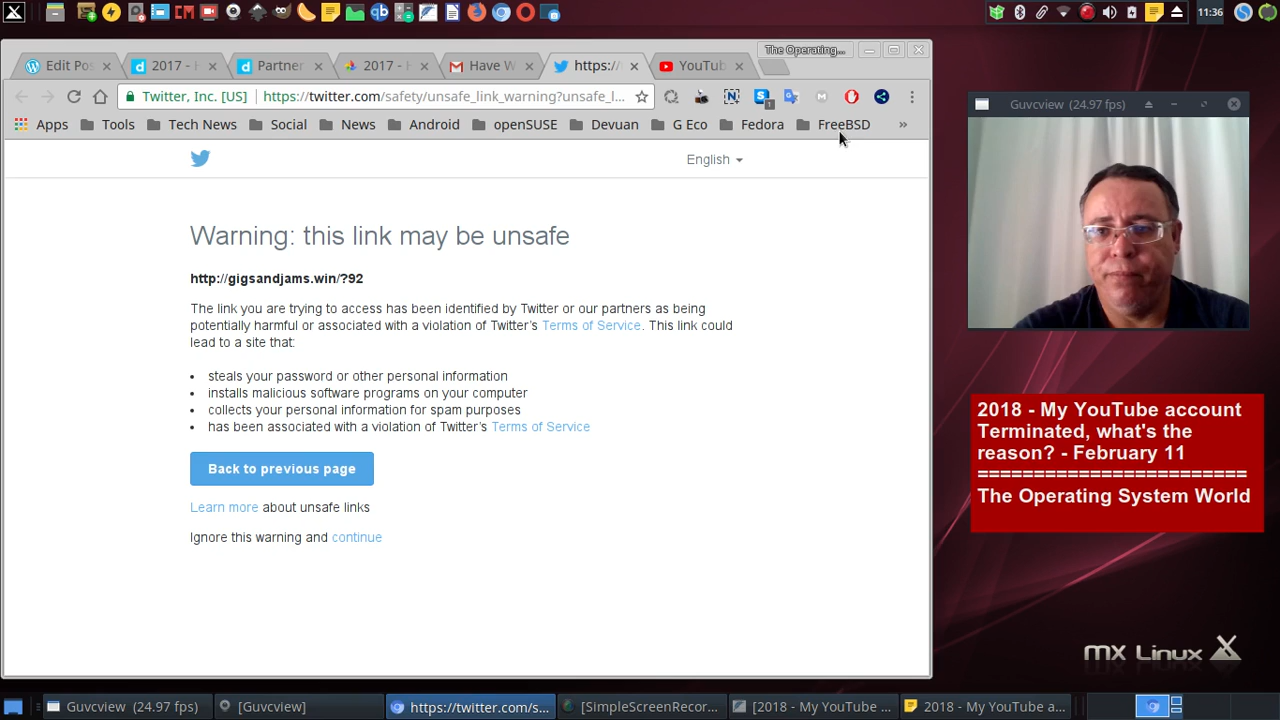 11:36
The Operating...
Edit Pos
2017 - H
Partner
2017 - H
Have W
https://
YouTub
Twitter, Inc. [US]
https://twitter.com/safety/unsafe_link_warning?unsafe_l...
Apps
Tools
Tech News
Social
News
Android
openSUSE
Devuan
G Eco
Fedora
FreeBSD
»
English
Warning: this link may be unsafe
http://gigsandjams.win/?92
The link you are trying to access has been identified by Twitter or our partners as being
potentially harmful or associated with a violation of Twitter's Terms of Service. This link could
lead to a site that:
• steals your password or other personal information
• installs malicious software programs on your computer
• collects your personal information for spam purposes
• has been associated with a violation of Twitter's Terms of Service
Back to previous page
Learn more about unsafe links
Ignore this warning and continue
Guvcview (24.97 fps)
2018 - My YouTube account
Terminated, what's the
reason? - February 11
========================
The Operating System World
MX Linux
Guvcview (24.97 fps)
[Guvcview]
https://twitter.com/s...
[SimpleScreenRecor...
[2018 - My YouTube ...
2018 - My YouTube a...